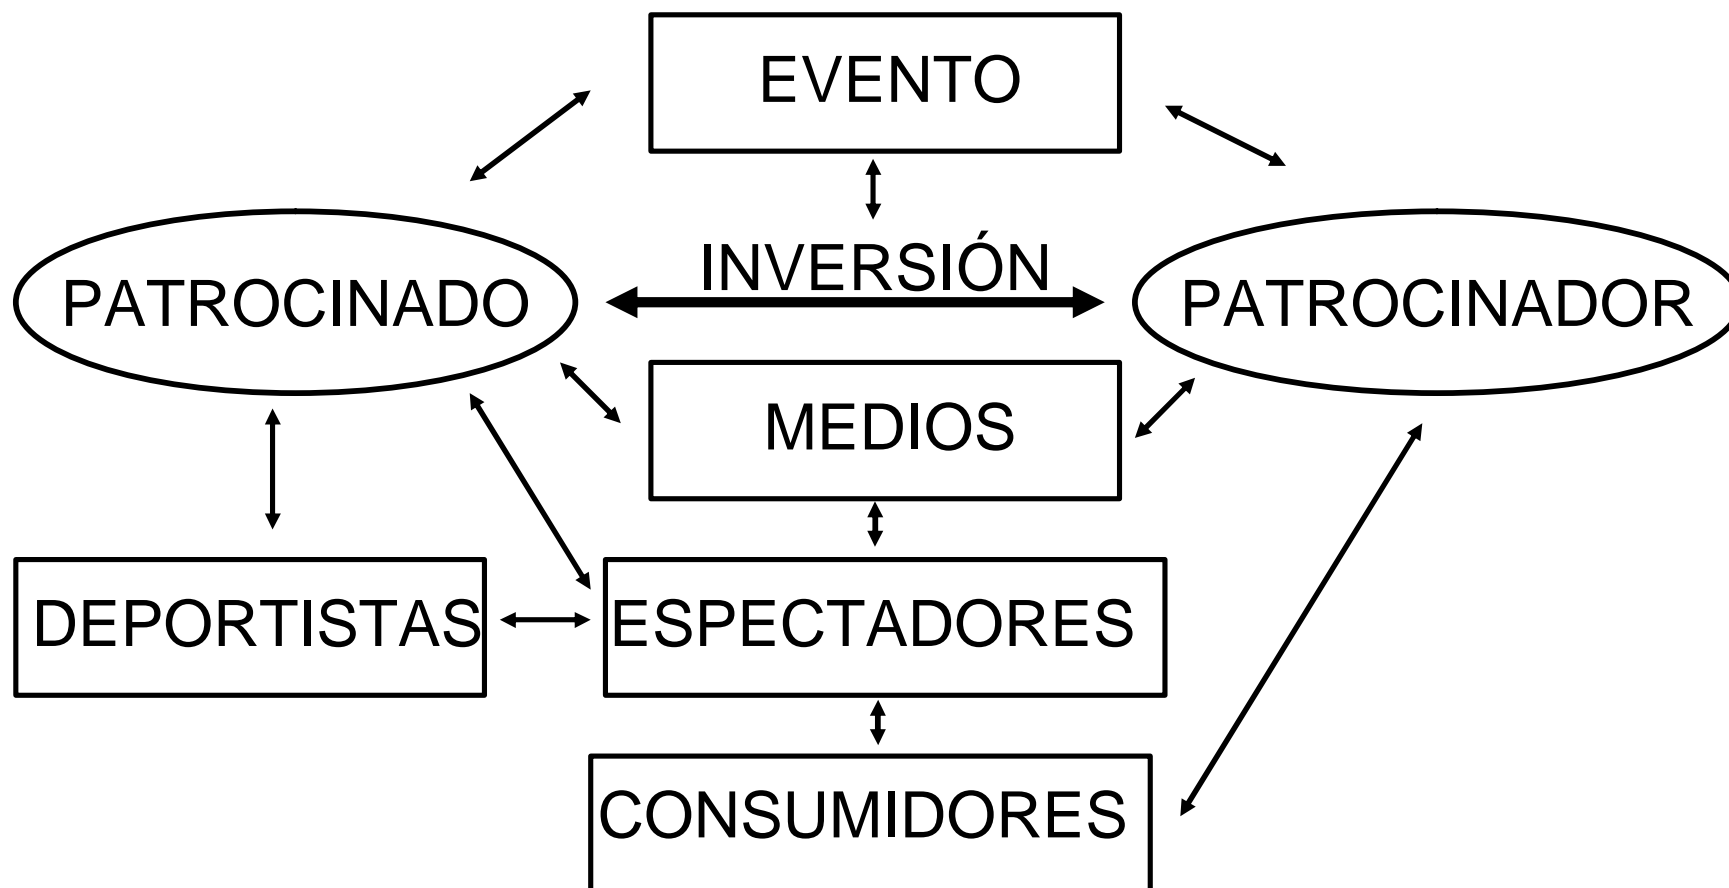 EVENTO
INVERSIÓN
PATROCINADO
PATROCINADOR
MEDIOS
DEPORTISTAS
ESPECTADORES
CONSUMIDORES